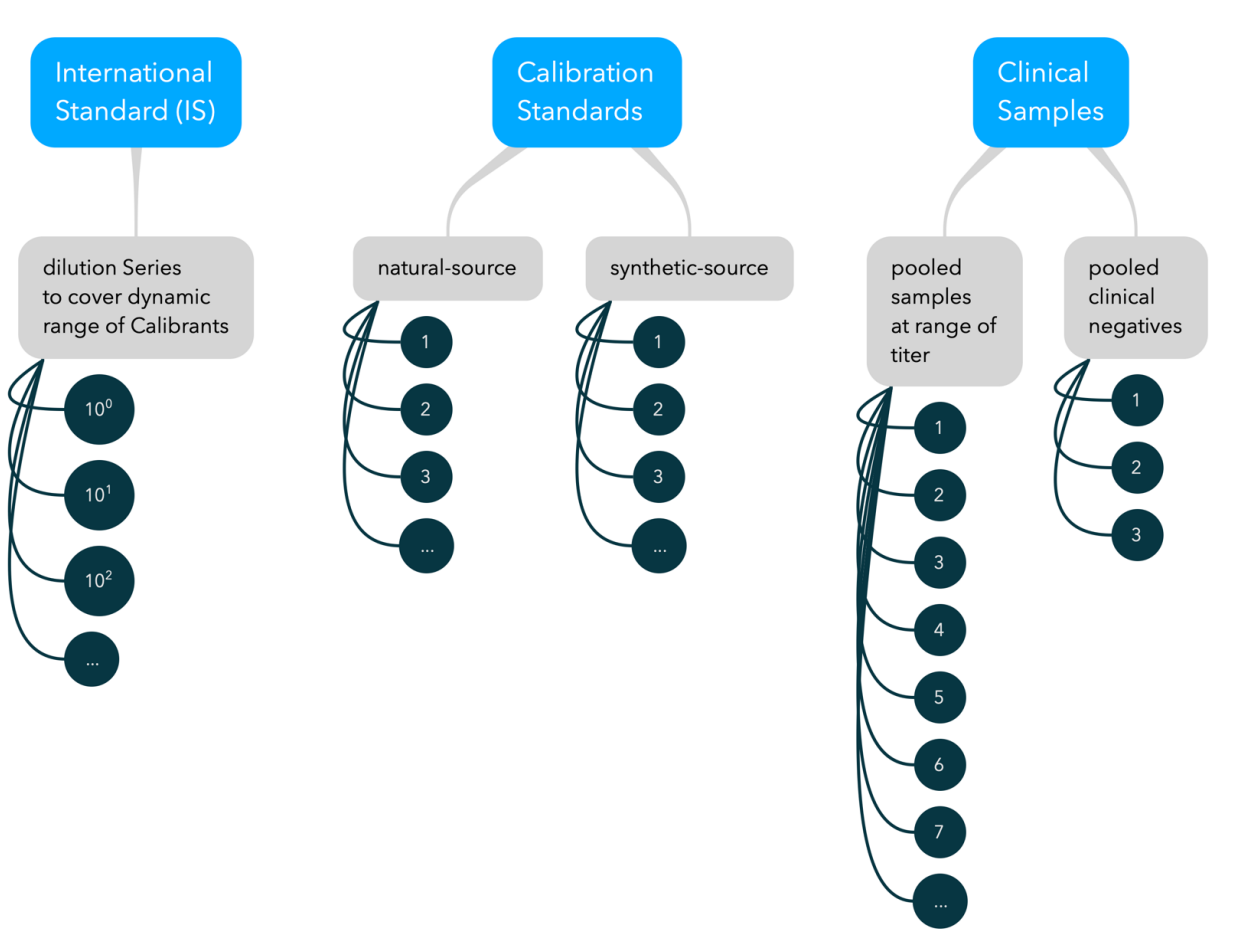 International
Standard (IS)
dilution Series
to cover dynamic
range of Calibrants
10⁰
10¹
10²
...
Calibration
Standards
natural-source
1
2
3
...
synthetic-source
1
2
3
...
Clinical
Samples
pooled
samples
at range of
titer
1
2
3
4
5
6
7
...
pooled
clinical
negatives
1
2
3